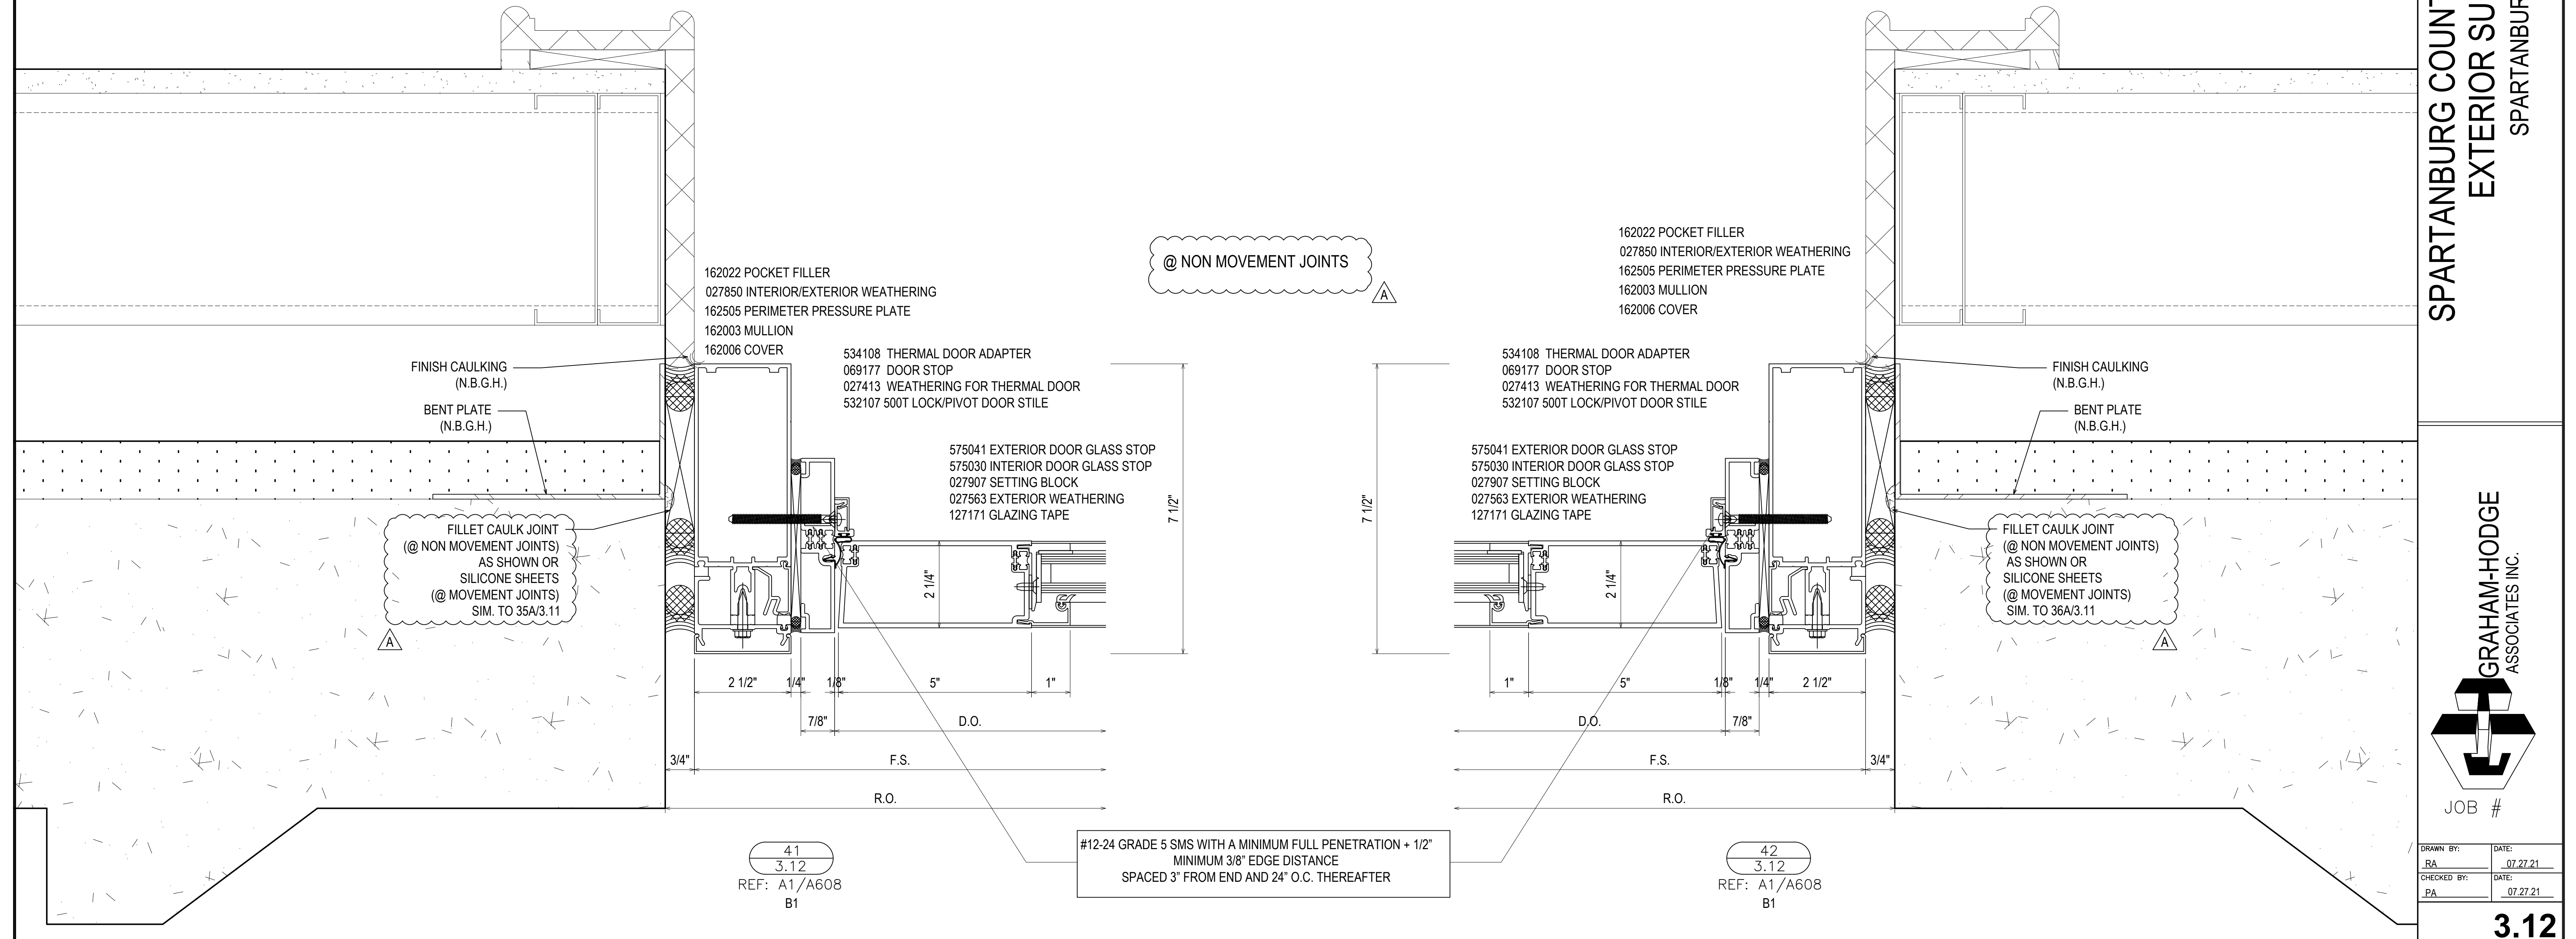 162022 POCKET FILLER
027850 INTERIOR/EXTERIOR WEATHERING
162505 PERIMETER PRESSURE PLATE
162003 MULLION
162006 COVER
FINISH CAULKING
(N.B.G.H.)
BENT PLATE
(N.B.G.H.)
534108 THERMAL DOOR ADAPTER
069177 DOOR STOP
027413 WEATHERING FOR THERMAL DOOR
532107 500T LOCK/PIVOT DOOR STILE
575041 EXTERIOR DOOR GLASS STOP
575030 INTERIOR DOOR GLASS STOP
027907 SETTING BLOCK
027563 EXTERIOR WEATHERING
127171 GLAZING TAPE
FILLET CAULK JOINT
(@ NON MOVEMENT JOINTS)
AS SHOWN OR
SILICONE SHEETS
(@ MOVEMENT JOINTS)
SIM. TO 35A/3.11
A
7 1/2"
2 1/4"
2 1/2"
1/4"
1/8"
5"
1"
7/8"
D.O.
3/4"
F.S.
R.O.
41
3.12
REF: A1/A608
B1
@ NON MOVEMENT JOINTS
A
#12-24 GRADE 5 SMS WITH A MINIMUM FULL PENETRATION + 1/2"
MINIMUM 3/8" EDGE DISTANCE
SPACED 3" FROM END AND 24" O.C. THEREAFTER
162022 POCKET FILLER
027850 INTERIOR/EXTERIOR WEATHERING
162505 PERIMETER PRESSURE PLATE
162003 MULLION
162006 COVER
534108 THERMAL DOOR ADAPTER
069177 DOOR STOP
027413 WEATHERING FOR THERMAL DOOR
532107 500T LOCK/PIVOT DOOR STILE
575041 EXTERIOR DOOR GLASS STOP
575030 INTERIOR DOOR GLASS STOP
027907 SETTING BLOCK
027563 EXTERIOR WEATHERING
127171 GLAZING TAPE
FINISH CAULKING
(N.B.G.H.)
BENT PLATE
(N.B.G.H.)
FILLET CAULK JOINT
(@ NON MOVEMENT JOINTS)
AS SHOWN OR
SILICONE SHEETS
(@ MOVEMENT JOINTS)
SIM. TO 36A/3.11
A
7 1/2"
2 1/4"
1"
5"
1/8"
1/4"
2 1/2"
D.O.
7/8"
F.S.
3/4"
R.O.
42
3.12
REF: A1/A608
B1
SPARTANBURG COUNT
EXTERIOR SU
SPARTANBUR
GRAHAM-HODGE
ASSOCIATES INC.
JOB #
DRAWN BY:
RA
DATE:
07.27.21
CHECKED BY:
PA
DATE:
07.27.21
3.12